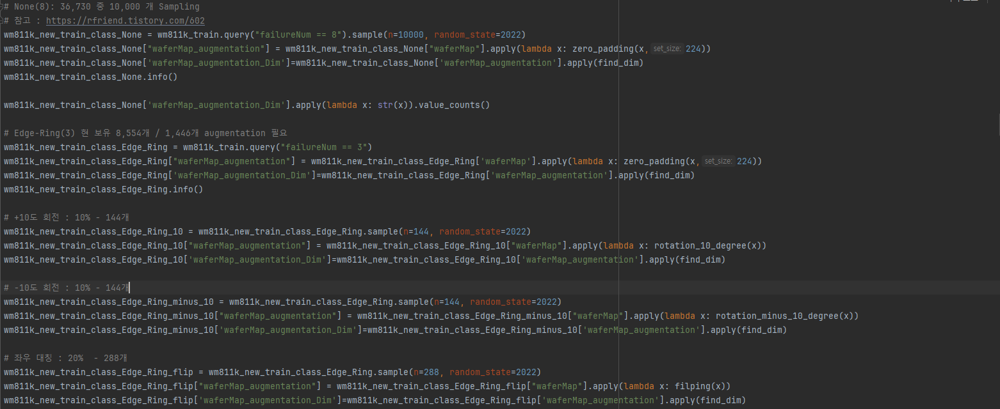 # None(8): 36,730 중 10,000 개 Sampling
# 참고 : https://rfriend.tistory.com/602
wm811k_new_train_class_None = wm811k_train.query("failureNum == 8").sample(n=10000, random_state=2022)
wm811k_new_train_class_None["waferMap_augmentation"] = wm811k_new_train_class_None["waferMap"].apply(lambda x: zero_padding(x, set_size: 224))
wm811k_new_train_class_None['waferMap_augmentation_Dim']=wm811k_new_train_class_None['waferMap_augmentation'].apply(find_dim)
wm811k_new_train_class_None.info()
wm811k_new_train_class_None['waferMap_augmentation_Dim'].apply(lambda x: str(x)).value_counts()
# Edge-Ring(3) 현 보유 8,554개 / 1,446개 augmentation 필요
wm811k_new_train_class_Edge_Ring = wm811k_train.query("failureNum == 3")
wm811k_new_train_class_Edge_Ring["waferMap_augmentation"] = wm811k_new_train_class_Edge_Ring['waferMap'].apply(lambda x: zero_padding(x, set_size: 224))
wm811k_new_train_class_Edge_Ring['waferMap_augmentation_Dim']=wm811k_new_train_class_Edge_Ring['waferMap_augmentation'].apply(find_dim)
wm811k_new_train_class_Edge_Ring.info()
# +10도 회전 : 10% - 144개
wm811k_new_train_class_Edge_Ring_10 = wm811k_new_train_class_Edge_Ring.sample(n=144, random_state=2022)
wm811k_new_train_class_Edge_Ring_10["waferMap_augmentation"] = wm811k_new_train_class_Edge_Ring_10["waferMap"].apply(lambda x: rotation_10_degree(x))
wm811k_new_train_class_Edge_Ring_10['waferMap_augmentation_Dim']=wm811k_new_train_class_Edge_Ring_10['waferMap_augmentation'].apply(find_dim)
# -10도 회전 : 10% - 144개
wm811k_new_train_class_Edge_Ring_minus_10 = wm811k_new_train_class_Edge_Ring.sample(n=144, random_state=2022)
wm811k_new_train_class_Edge_Ring_minus_10["waferMap_augmentation"] = wm811k_new_train_class_Edge_Ring_minus_10["waferMap"].apply(lambda x: rotation_minus_10_degree(x))
wm811k_new_train_class_Edge_Ring_minus_10['waferMap_augmentation_Dim']=wm811k_new_train_class_Edge_Ring_minus_10['waferMap_augmentation'].apply(find_dim)
# 좌우 대칭 : 20%  - 288개
wm811k_new_train_class_Edge_Ring_flip = wm811k_new_train_class_Edge_Ring.sample(n=288, random_state=2022)
wm811k_new_train_class_Edge_Ring_flip["waferMap_augmentation"] = wm811k_new_train_class_Edge_Ring_flip["waferMap"].apply(lambda x: filping(x))
wm811k_new_train_class_Edge_Ring_flip['waferMap_augmentation_Dim']=wm811k_new_train_class_Edge_Ring_flip['waferMap_augmentation'].apply(find_dim)